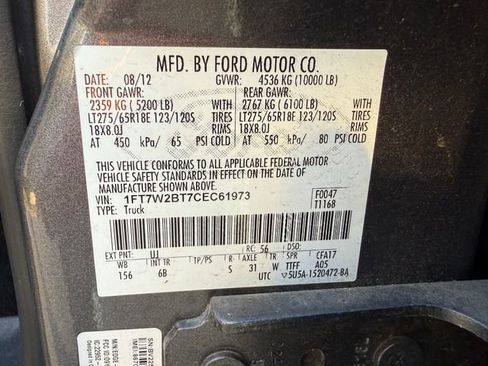 MFD. BY FORD MOTOR CO.
DATE: 08/12 GVWR: 4536 KG (10000 LB)
FRONT GAWR: REAR GAWR:
2359 KG ( 5200 LB) WITH 2767 KG ( 6100 LB) WITH
LT275/65R18E 123/120S TIRES LT275/65R18E 123/120S TIRES
18X8.0J RIMS 18X8.0J RIMS
AT 450 kPa/ 65 PSI COLD AT 550 kPa/ 80 PSI COLD
THIS VEHICLE CONFORMS TO ALL APPLICABLE FEDERAL MOTOR
VEHICLE SAFETY STANDARDS IN EFFECT ON THE DATE OF
MANUFACTURE SHOWN ABOVE.
VIN: 1FT7W2BT7CEC61973 F0047
TYPE: Truck T1168
EXT PNT: UJ RC: 56 DSO:
WB INT TR TP/PS R AXLE TR SPR CFA17
156 6B S 31 W TTFF A05
UTC 5U5A-1520472-BA